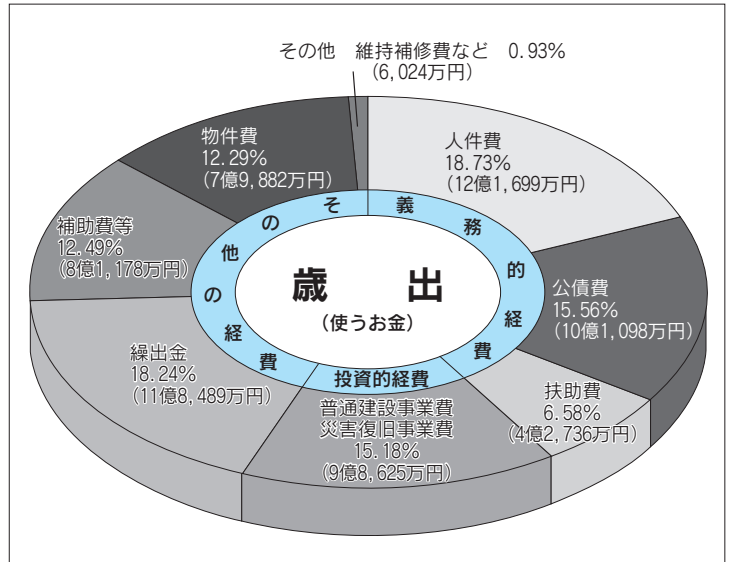 その他 維持補修費など 0.93%
(6,024万円)
人件費
18.73%
(12億1,699万円)
公債費
15.56%
(10億1,098万円)
扶助費
6.58%
(4億2,736万円)
普通建設事業費
災害復旧事業費
15.18%
(9億8,625万円)
繰出金
18.24%
(11億8,489万円)
補助費等
12.49%
(8億1,178万円)
物件費
12.29%
(7億9,882万円)
義務的経費
投資的経費
その他の経費
歳 出
(使うお金)